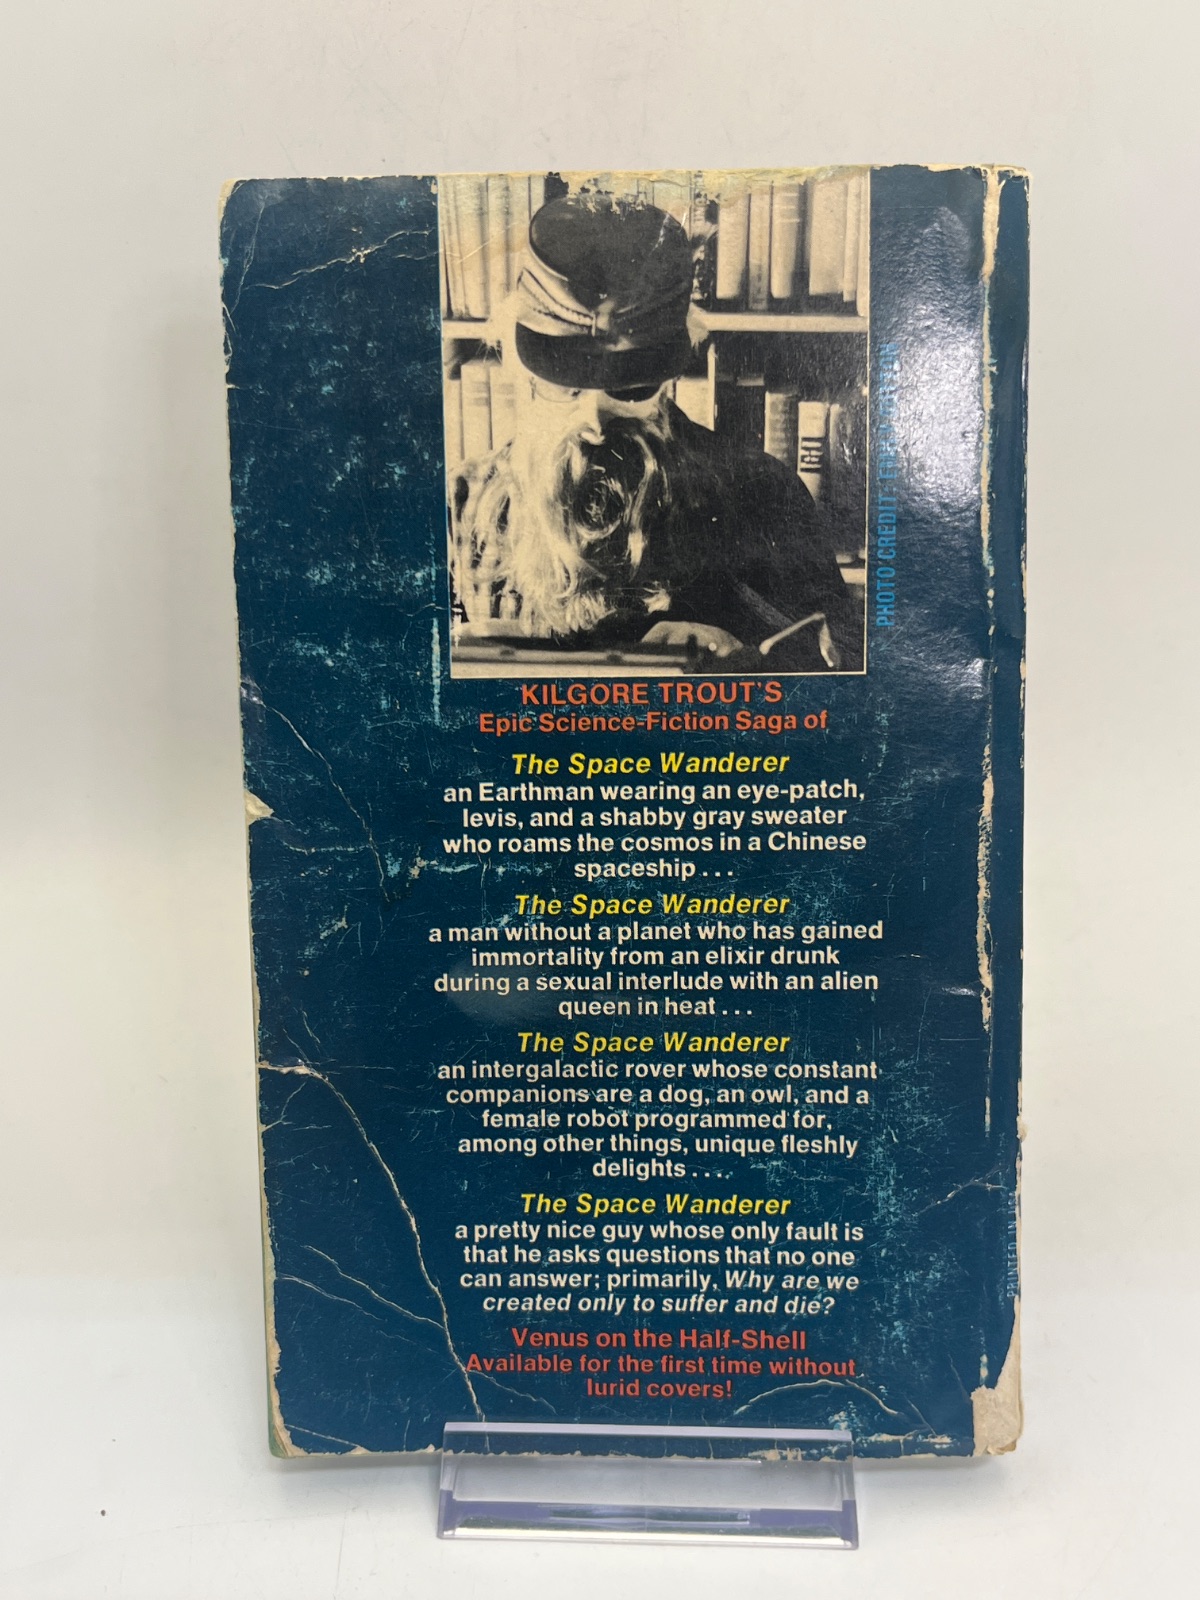 PHOTO CREDIT:
KILGORE TROUT'S
Epic Science-Fiction Saga of
The Space Wanderer
an Earthman wearing an eye-patch,
levis, and a shabby gray sweater
who roams the cosmos in a Chinese
spaceship . . .
The Space Wanderer
a man without a planet who has gained
immortality from an elixir drunk
during a sexual interlude with an alien
queen in heat . . .
The Space Wanderer
an intergalactic rover whose constant
companions are a dog, an owl, and a
female robot programmed for,
among other things, unique fleshly
delights . . . .
The Space Wanderer
a pretty nice guy whose only fault is
that he asks questions that no one
can answer; primarily, Why are we
created only to suffer and die?
Venus on the Half-Shell
Available for the first time without
lurid covers!
PRINTED IN